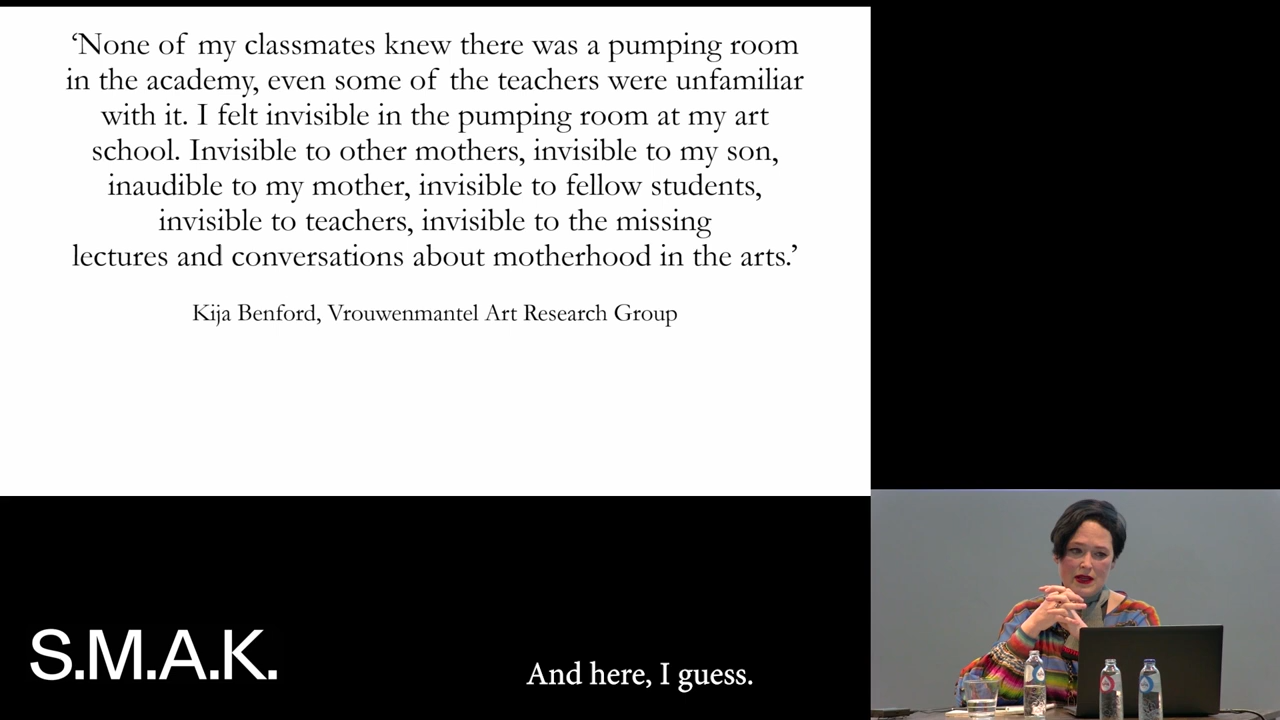 ‘None of my classmates knew there was a pumping room
in the academy, even some of the teachers were unfamiliar
with it. I felt invisible in the pumping room at my art
school. Invisible to other mothers, invisible to my son,
inaudible to my mother, invisible to fellow students,
invisible to teachers, invisible to the missing
lectures and conversations about motherhood in the arts.’
Kija Benford, Vrouwenmantel Art Research Group
S.M.A.K.
And here, I guess.